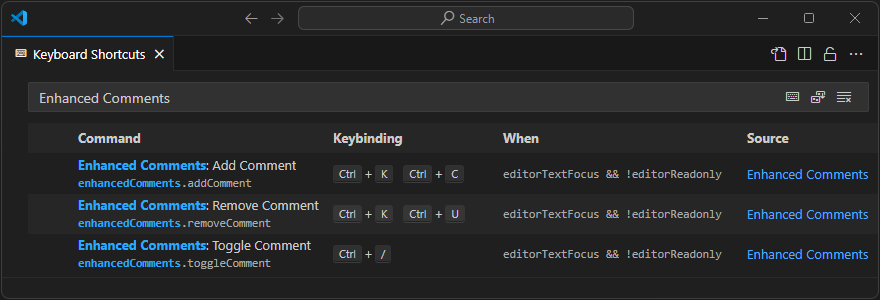 Search
Keyboard Shortcuts
Enhanced Comments
Command Keybinding When Source
Enhanced Comments: Add Comment
enhancedComments.addComment
Ctrl + K Ctrl + C
editorTextFocus && !editorReadonly
Enhanced Comments
Enhanced Comments: Remove Comment
enhancedComments.removeComment
Ctrl + K Ctrl + U
editorTextFocus && !editorReadonly
Enhanced Comments
Enhanced Comments: Toggle Comment
enhancedComments.toggleComment
Ctrl + /
editorTextFocus && !editorReadonly
Enhanced Comments